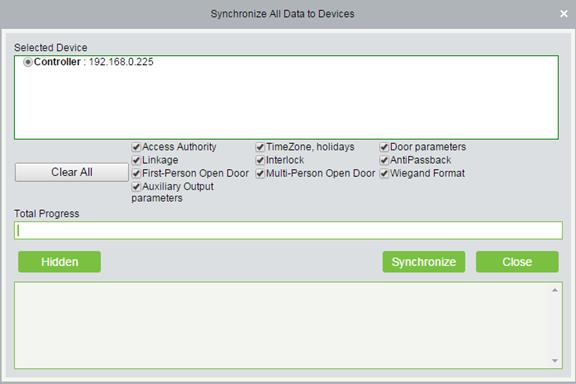 Synchronize All Data to Devices
Selected Device
Controller : 192.168.0.225
Access Authority TimeZone, holidays Door parameters
Linkage Interlock AntiPassback
Clear All First-Person Open Door Multi-Person Open Door Wiegand Format
Auxiliary Output
parameters
Total Progress
Hidden Synchronize Close